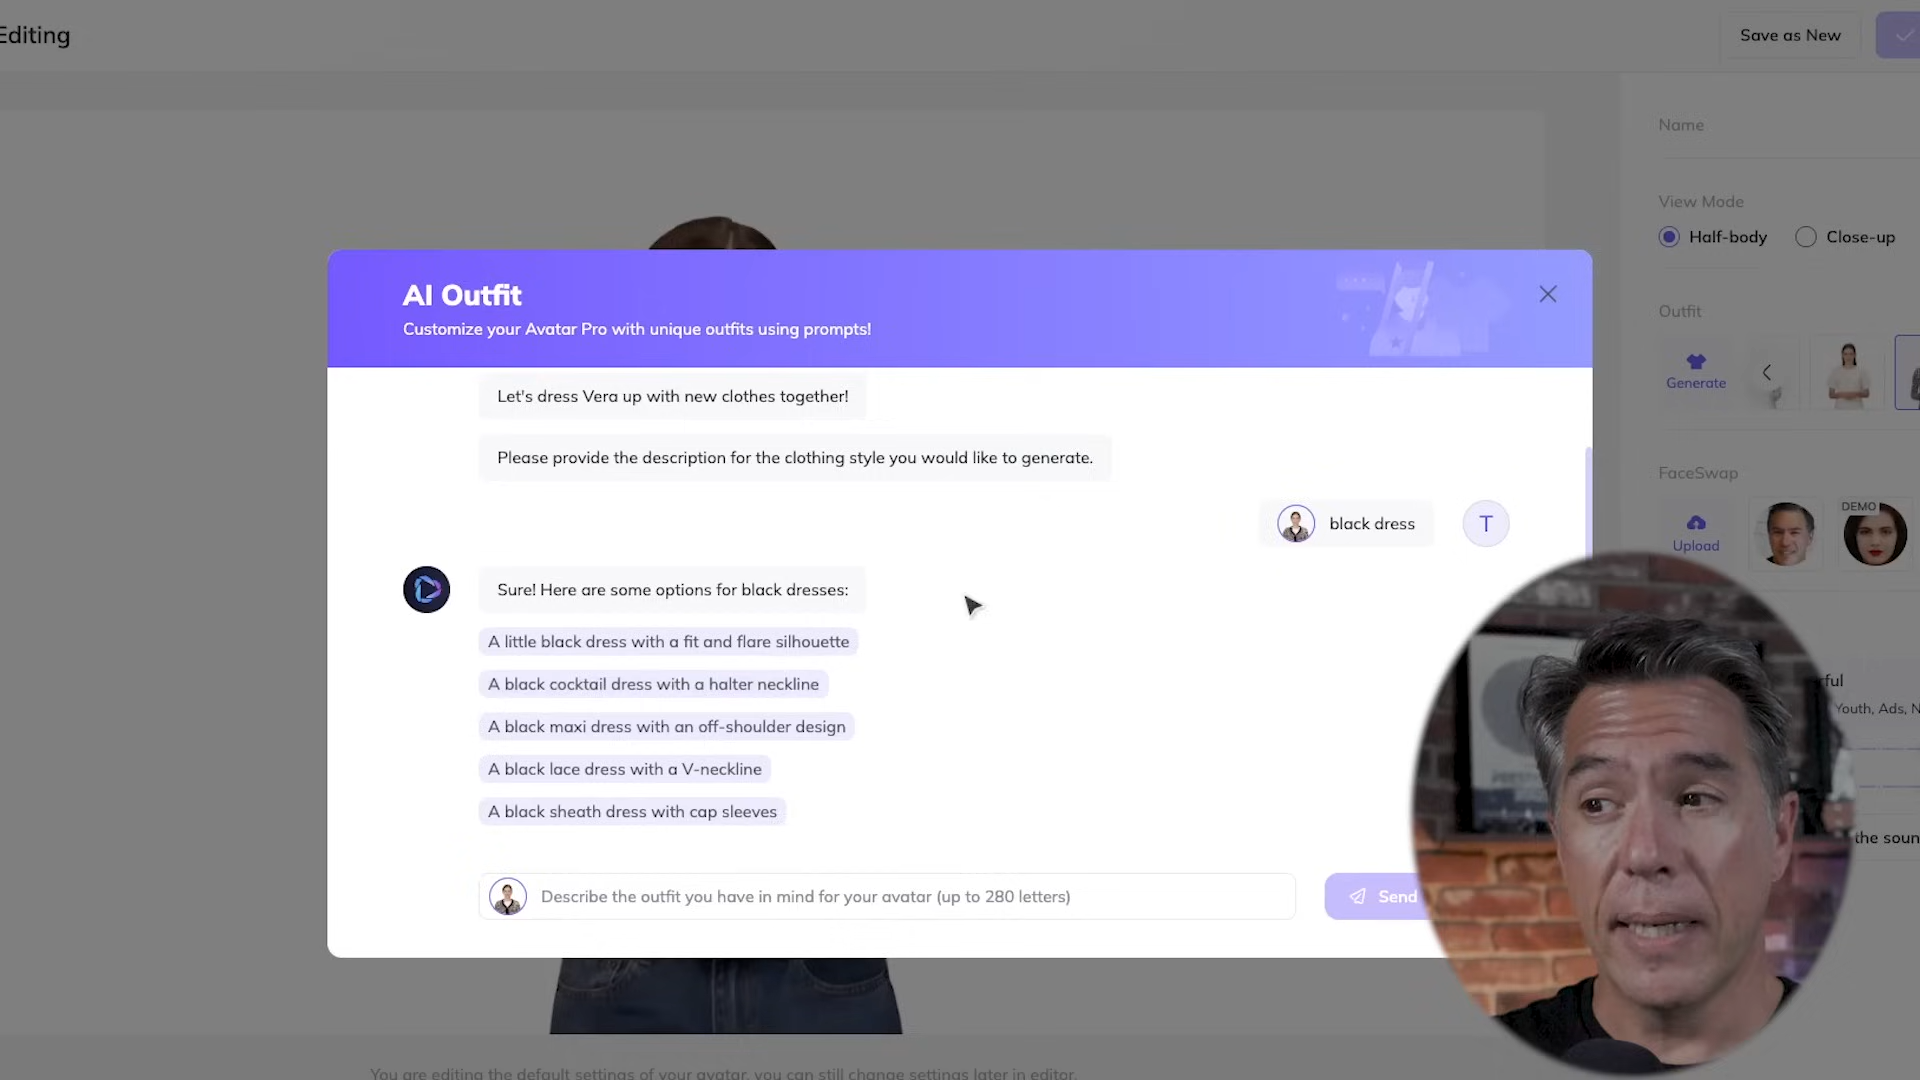 Editing
Save as New
Name
View Mode
Half-body
Close-up
AI Outfit
Customize your Avatar Pro with unique outfits using prompts!
Outfit
Generate
Let's dress Vera up with new clothes together!
Please provide the description for the clothing style you would like to generate.
FaceSwap
black dress
T
DEMO
Upload
Sure! Here are some options for black dresses:
A little black dress with a fit and flare silhouette
A black cocktail dress with a halter neckline
A black maxi dress with an off-shoulder design
A black lace dress with a V-neckline
A black sheath dress with cap sleeves
Youth, Ads,
the
Describe the outfit you have in mind for your avatar (up to 280 letters)
Send
You are editing the default settings of your avatar, you can still change settings later in editor.